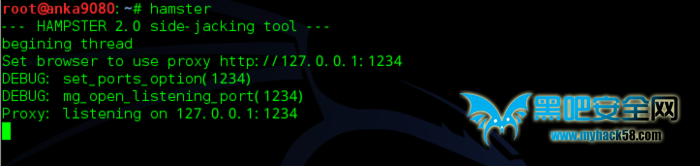 root@anka9080:~# hamster
--- HAMPSTER 2.0 side-jacking tool ---
begining thread
Set browser to use proxy http://127.0.0.1:1234
DEBUG: set_ports_option(1234)
DEBUG: mg_open_listening_port(1234)
Proxy: listening on 127.0.0.1:1234
黑吧安全网
www.myhack58.com